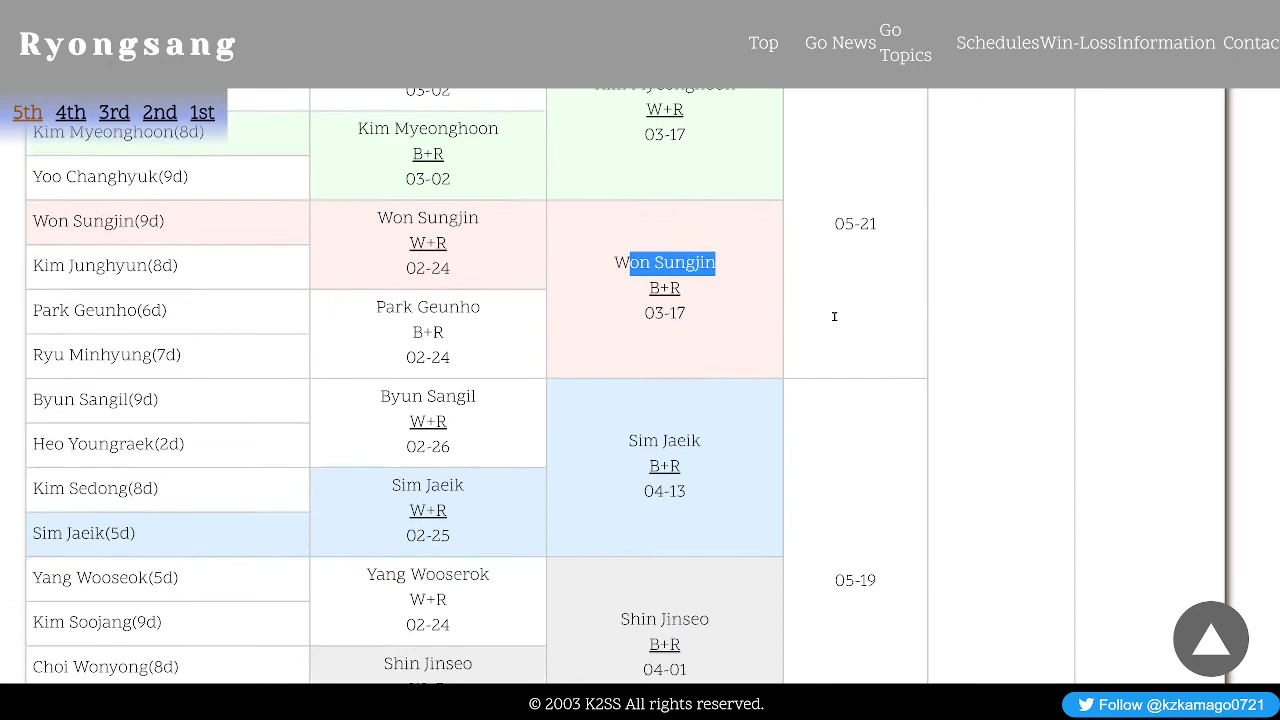 Ryongsang
Top
Go News
Go
Topics
Schedules
Win-Loss
Information
Contac
5th 4th 3rd 2nd 1st
03-02
Kim Myeonghoon
W+R
03-17
Kim Myeonghoon(8d)
Kim Myeonghoon
B+R
03-02
Yoo Changhyuk(9d)
Won Sungjin(9d)
Won Sungjin
W+R
02-24
Kim Junghyun(8d)
Won Sungjin
B+R
03-17
05-21
Park Geunho(6d)
Park Geunho
B+R
02-24
Ryu Minhyung(7d)
Byun Sangil(9d)
Byun Sangil
W+R
02-26
Heo Youngraek(2d)
Sim Jaeik
B+R
04-13
Kim Sedong(8d)
Sim Jaeik
W+R
02-25
Sim Jaeik(5d)
Yang Wooseok(5d)
Yang Wooserok
W+R
02-24
05-19
Kim Soojang(9d)
Shin Jinseo
B+R
04-01
Choi Wonyong(8d)
Shin Jinseo
© 2003 K2SS All rights reserved.
Follow @kzkamago0721